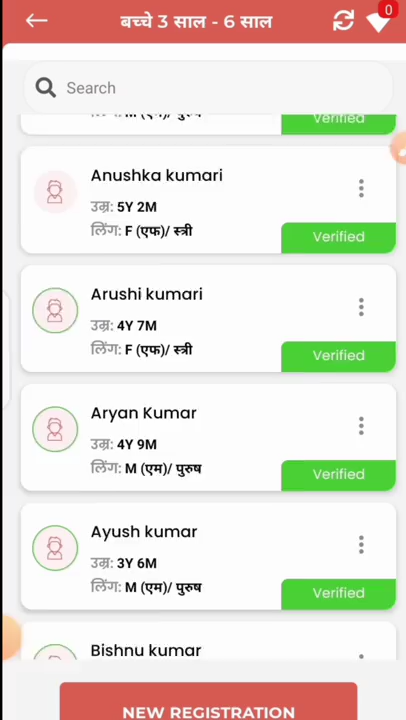 बच्चे 3 साल - 6 साल
0
Search
Verified
Anushka kumari
उम्र: 5Y 2M
लिंग: F (एफ)/ स्त्री
Verified
Arushi kumari
उम्र: 4Y 7M
लिंग: F (एफ)/ स्त्री
Verified
Aryan Kumar
उम्र: 4Y 9M
लिंग: M (एम)/ पुरुष
Verified
Ayush kumar
उम्र: 3Y 6M
लिंग: M (एम)/ पुरुष
Verified
Bishnu kumar
NEW REGISTRATION